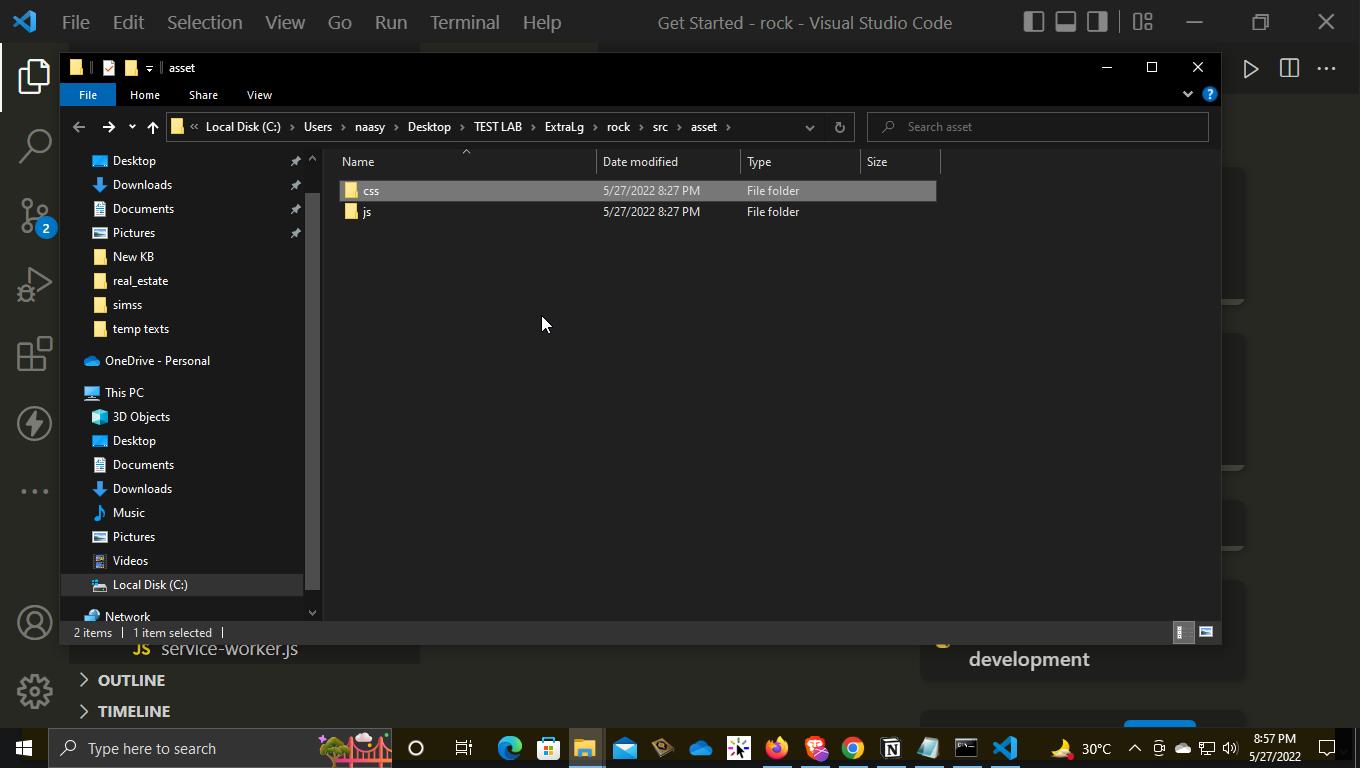 File Edit Selection View Go Run Terminal Help Get Started - rock - Visual Studio Code
asset
File Home Share View
?
« Local Disk (C:) › Users › naasy › Desktop › TEST LAB › ExtraLg › rock › src › asset ›
Search asset
Name Date modified Type Size
css 5/27/2022 8:27 PM File folder
js 5/27/2022 8:27 PM File folder
Desktop
Downloads
Documents
Pictures
New KB
real_estate
simss
temp texts
OneDrive - Personal
This PC
3D Objects
Desktop
Documents
Downloads
Music
Pictures
Videos
Local Disk (C:)
Network
2 items 1 item selected
2
JS service-worker.js
development
OUTLINE
TIMELINE
Type here to search
30°C
8:57 PM
5/27/2022